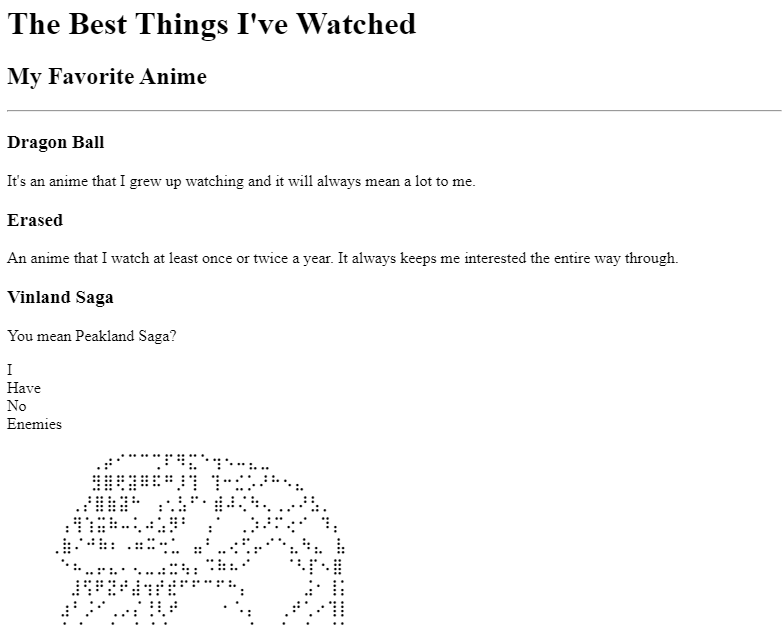 The Best Things I've Watched
My Favorite Anime
Dragon Ball
It's an anime that I grew up watching and it will always mean a lot to me.
Erased
An anime that I watch at least once or twice a year. It always keeps me interested the entire way through.
Vinland Saga
You mean Peakland Saga?
I
Have
No
Enemies